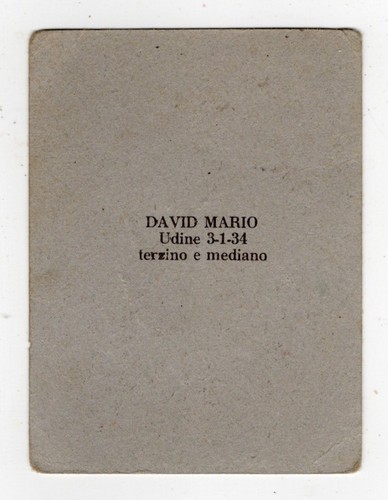 DAVID MARIO
Udine 3-1-34
terzino e mediano